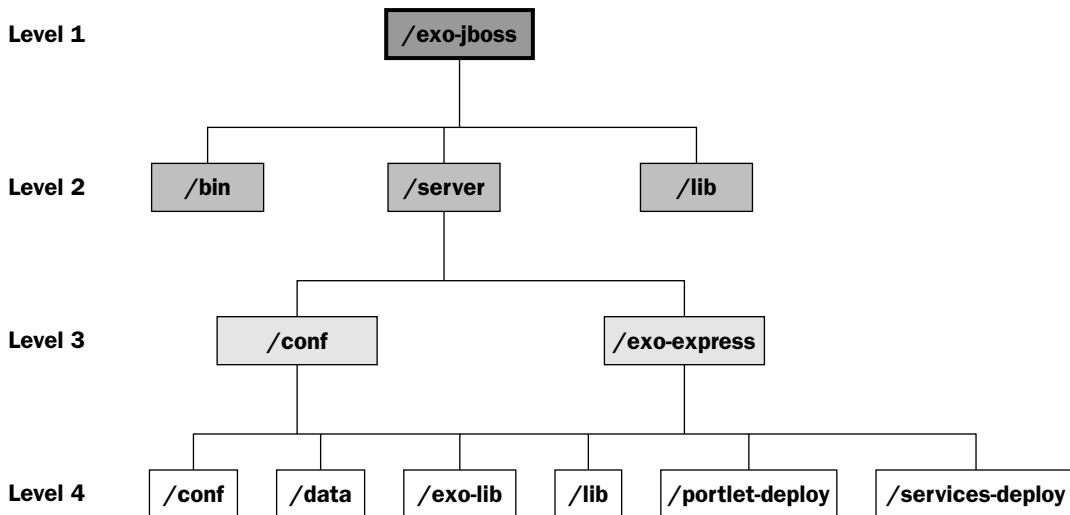 Level 1 /exo-jboss
Level 2 /bin /server /lib
Level 3 /conf /exo-express
Level 4 /conf /data /exo-lib /lib /portlet-deploy /services-deploy